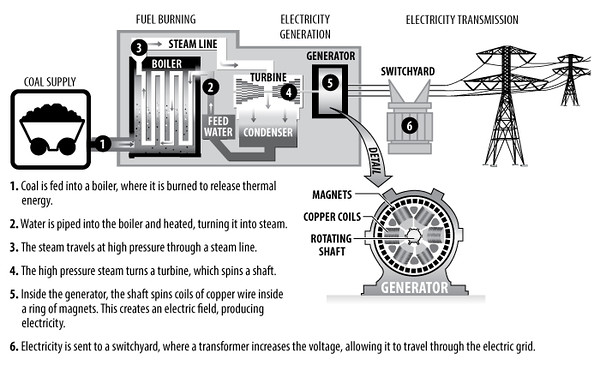 FUEL BURNING
ELECTRICITY
GENERATION
ELECTRICITY TRANSMISSION
STEAM LINE
3
BOILER
GENERATOR
COAL SUPPLY
TURBINE
SWITCHYARD
2
4
5
FEED
WATER
CONDENSER
6
1
DETAIL
MAGNETS
COPPER COILS
ROTATING
SHAFT
GENERATOR
1. Coal is fed into a boiler, where it is burned to release thermal
energy.
2. Water is piped into the boiler and heated, turning it into steam.
3. The steam travels at high pressure through a steam line.
4. The high pressure steam turns a turbine, which spins a shaft.
5. Inside the generator, the shaft spins coils of copper wire inside
a ring of magnets. This creates an electric field, producing
electricity.
6. Electricity is sent to a switchyard, where a transformer increases the voltage, allowing it to travel through the electric grid.